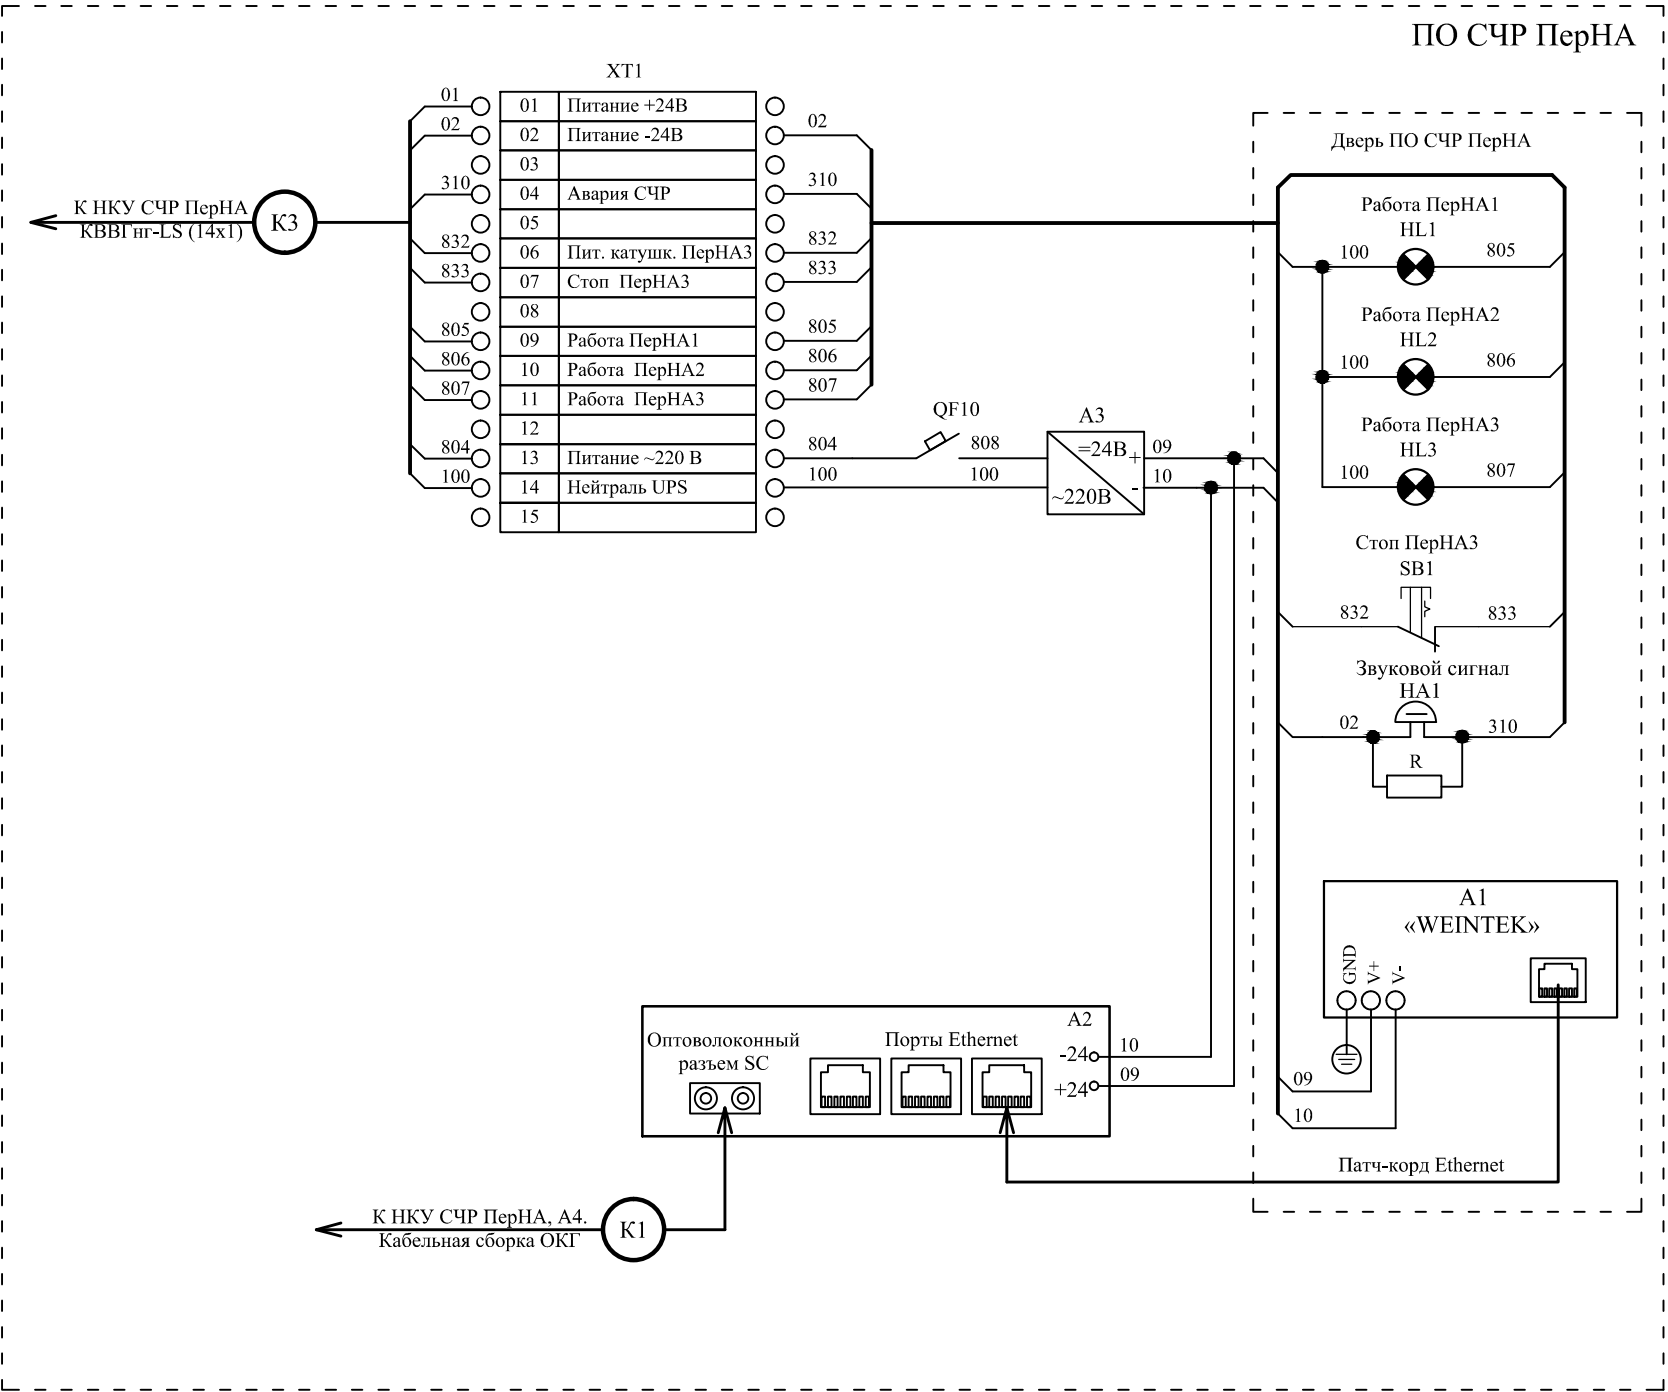 ПО СЧР ПерНА
XT1
01 01 Питание +24В
02 02 Питание -24В 02
03
310 04 Авария СЧР 310
05
832 06 Пит. катушк. ПерНА3 832
833 07 Стоп ПерНА3 833
08
805 09 Работа ПерНА1 805
806 10 Работа ПерНА2 806
807 11 Работа ПерНА3 807
12
804 13 Питание ~220 В 804
100 14 Нейтраль UPS 100
15
К НКУ СЧР ПерНА
КВВГнг-LS (14х1)
К3
QF10
808
100
А3
=24В
+
~220В
-
09
10
Дверь ПО СЧР ПерНА
Работа ПерНА1
HL1
100 805
Работа ПерНА2
HL2
100 806
Работа ПерНА3
HL3
100 807
Стоп ПерНА3
SB1
832 833
Звуковой сигнал
НА1
02 310
R
А1
«WEINTEK»
GND V+ V-
09
10
Патч-корд Ethernet
А2
Оптоволоконный
разъем SC
Порты Ethernet
-24 10
+24 09
К НКУ СЧР ПерНА, А4.
Кабельная сборка ОКГ
К1